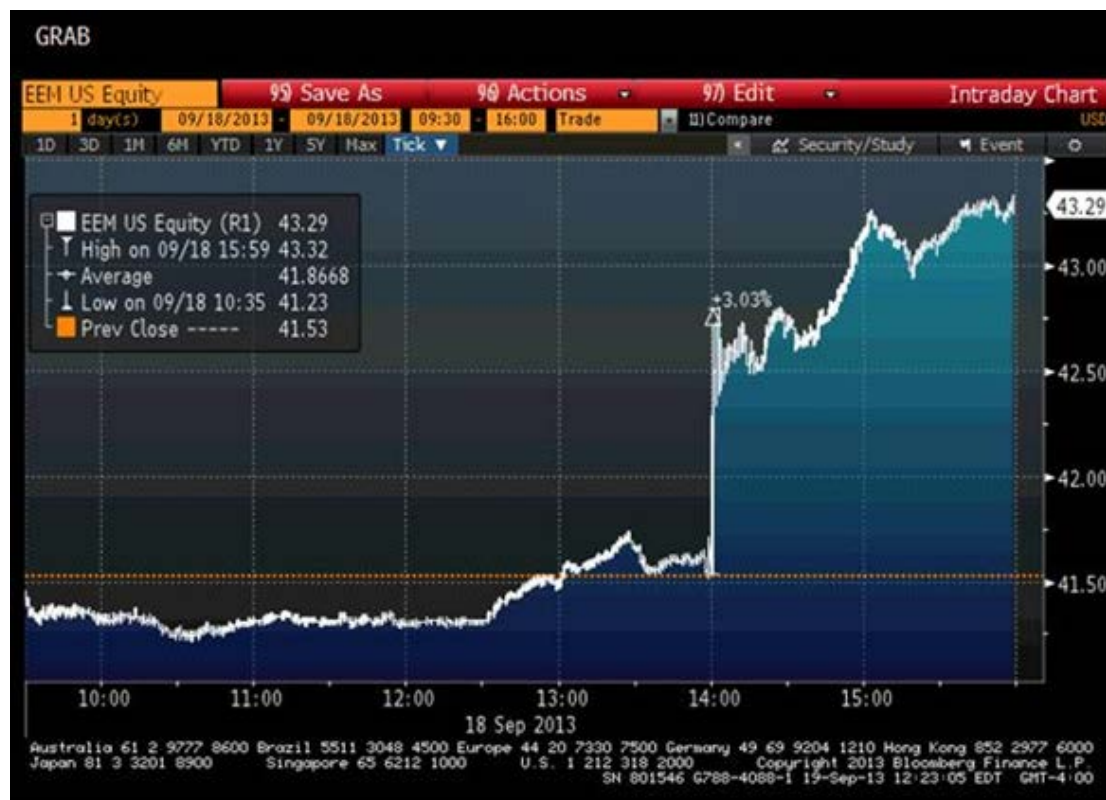 GRAB
EEM US Equity 95) Save As 96) Actions 97) Edit Intraday Chart
1 day(s) 09/18/2013 - 09/18/2013 09:30 - 16:00 Trade 11) Compare USD
1D 3D 1M 6M YTD 1Y 5Y Max Tick ▼ Security/Study Event
EEM US Equity (R1) 43.29
High on 09/18 15:59 43.32
Average 41.8668
Low on 09/18 10:35 41.23
Prev Close ----- 41.53
+3.03%
43.29
43.00
42.50
42.00
41.50
10:00 11:00 12:00 13:00 14:00 15:00
18 Sep 2013
Australia 61 2 9777 8600 Brazil 5511 3048 4500 Europe 44 20 7330 7500 Germany 49 69 9204 1210 Hong Kong 852 2977 6000
Japan 81 3 3201 8900 Singapore 65 6212 1000 U.S. 1 212 318 2000 Copyright 2013 Bloomberg Finance L.P.
SN 801546 G788-4088-1 19-Sep-13 12:23:05 EDT GMT-4:00